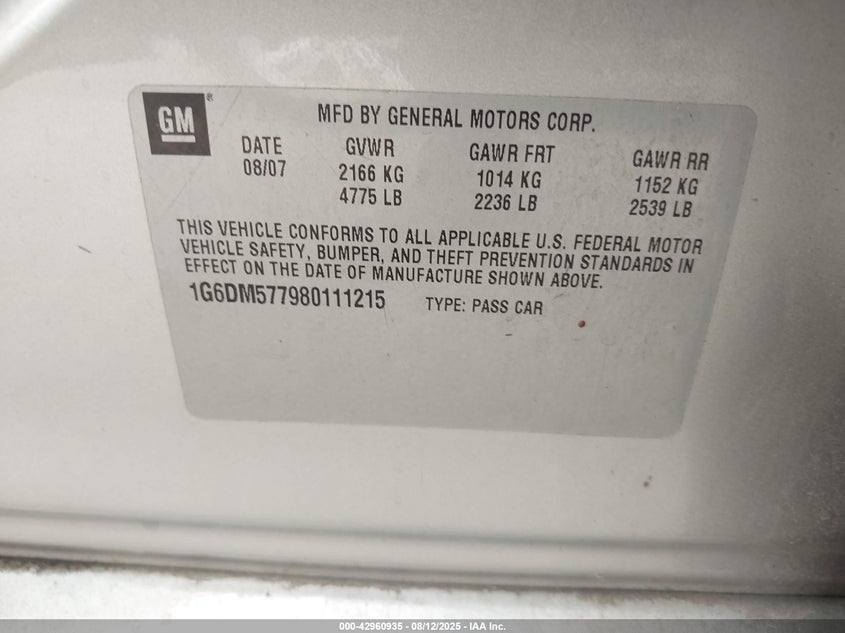 GM®
MFD BY GENERAL MOTORS CORP.
DATE GVWR GAWR FRT GAWR RR
08/07 2166 KG 1014 KG 1152 KG
4775 LB 2236 LB 2539 LB
THIS VEHICLE CONFORMS TO ALL APPLICABLE U.S. FEDERAL MOTOR
VEHICLE SAFETY, BUMPER, AND THEFT PREVENTION STANDARDS IN
EFFECT ON THE DATE OF MANUFACTURE SHOWN ABOVE.
1G6DM577980111215 TYPE: PASS CAR
000-42960935 - 08/12/2025 - IAA Inc.